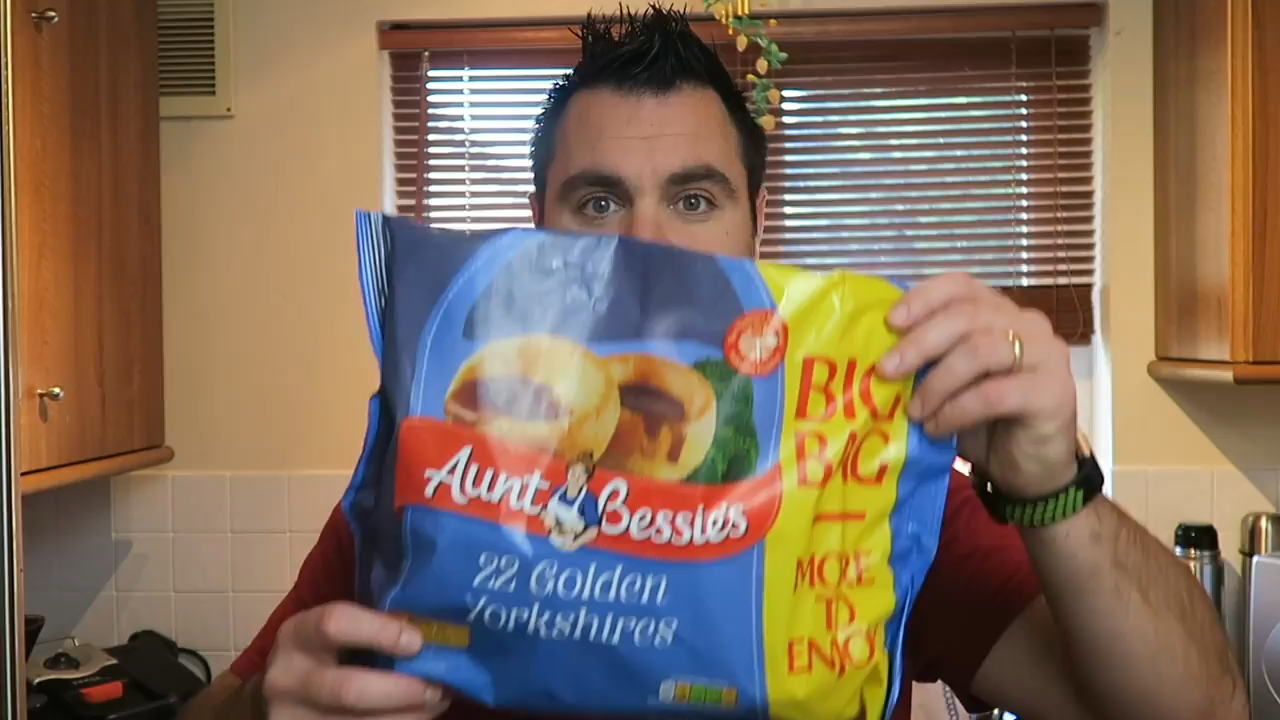 Aunt Bessie's
22 Golden
Yorkshires
BIG
BAG
MORE
TO
ENJOY